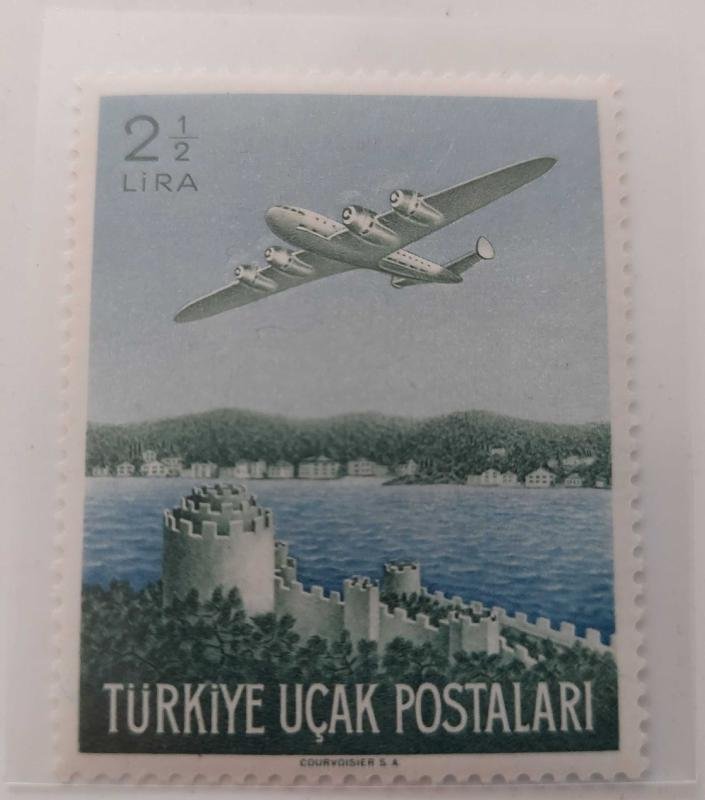 2 1/2
LİRA
TÜRKİYE UÇAK POSTALARI
COURVOISIER S. A.